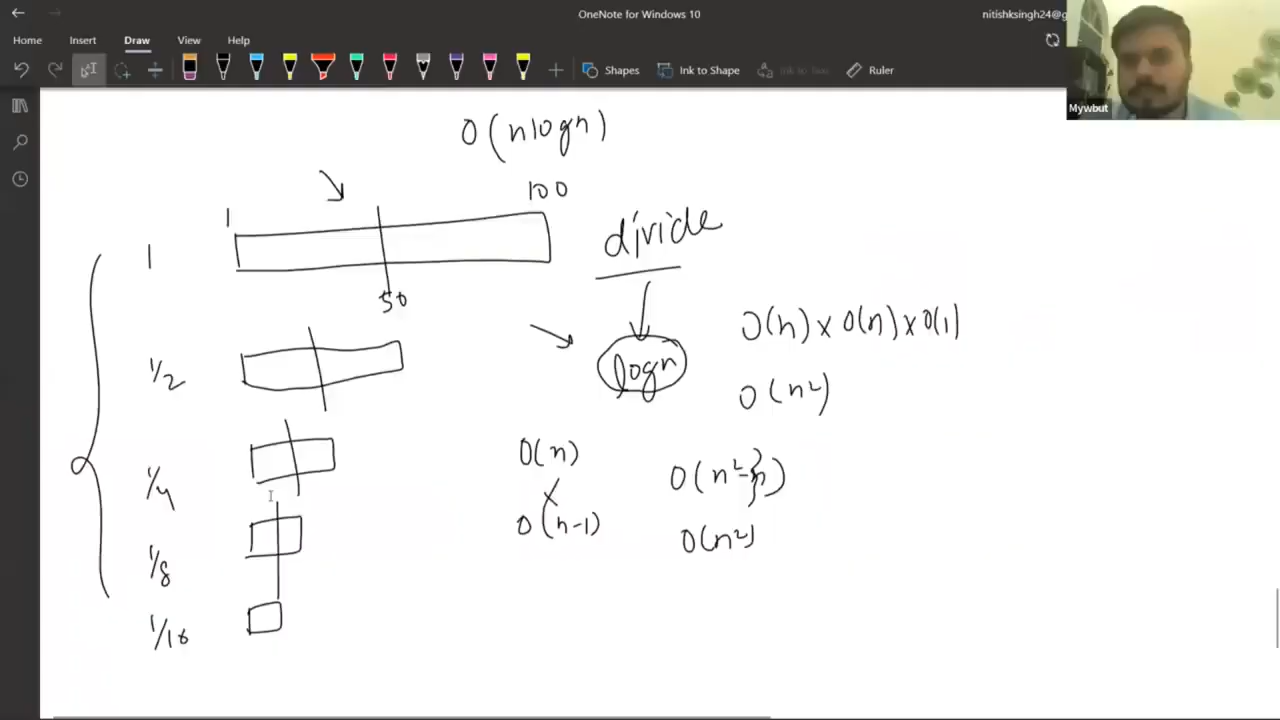 OneNote for Windows 10
nitishksingh24@g
Home Insert Draw View Help
Shapes Ink to Shape Ruler
Mywbut
O(nlogn)
1 100
divide
1
50
O(n) x O(n) x O(1)
1/2
logn
O(n²)
O(n)
x
O(n-1)
O(n²-n)
1/4
O(n²)
1/8
1/16